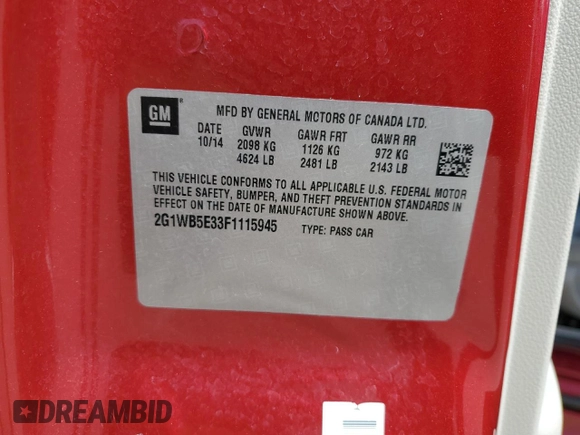 GM
MFD BY GENERAL MOTORS OF CANADA LTD.
DATE GVWR GAWR FRT GAWR RR
10/14 2098 KG 1126 KG 972 KG
4624 LB 2481 LB 2143 LB
THIS VEHICLE CONFORMS TO ALL APPLICABLE U.S. FEDERAL MOTOR
VEHICLE SAFETY, BUMPER, AND THEFT PREVENTION STANDARDS IN
EFFECT ON THE DATE OF MANUFACTURE SHOWN ABOVE.
2G1WB5E33F1115945 TYPE: PASS CAR
DREAMBID